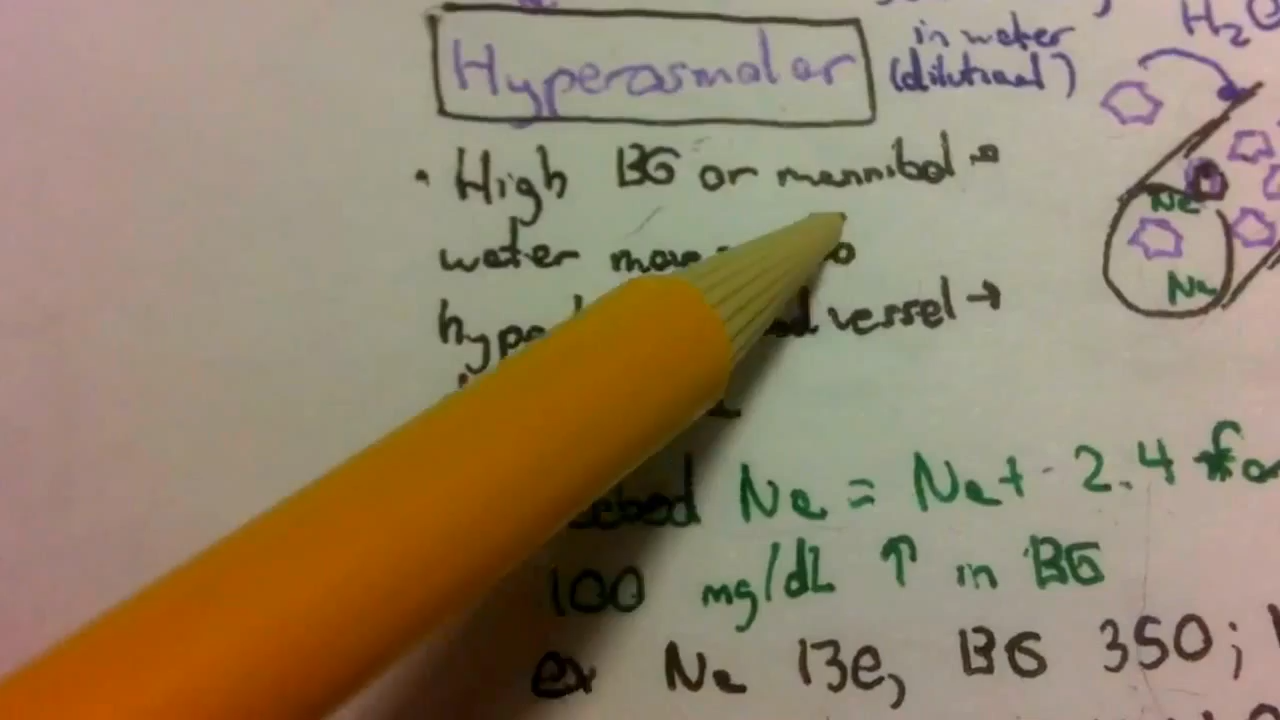 in water
H₂O
Hyperosmolar
(dilutional)
• High BG or mannitol →
water
vessel →
Na
Na
Na = Na + 2.4 for
100 mg/dL ↑ in BG
ex Na 13e, BG 350;